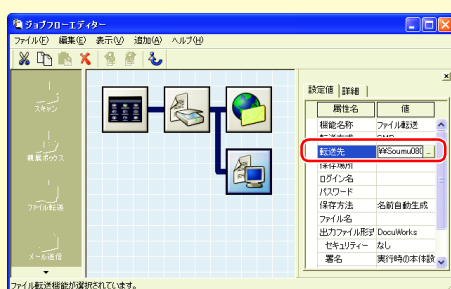 ジョブフローエディター
ファイル(F) 編集(E) 表示(V) 追加(A) ヘルプ(H)
スキャン
親展ボックス
ファイル転送
メール送信
設定値 詳細
属性名 値
機能名称 ファイル転送
転送先 ¥¥Soumu080 ...
保存場所
ログイン名
パスワード
保存方法 名前自動生成
ファイル名
出力ファイル形式 DocuWorks
セキュリティー なし
署名 実行時の本体設
ファイル転送機能が選択されています。